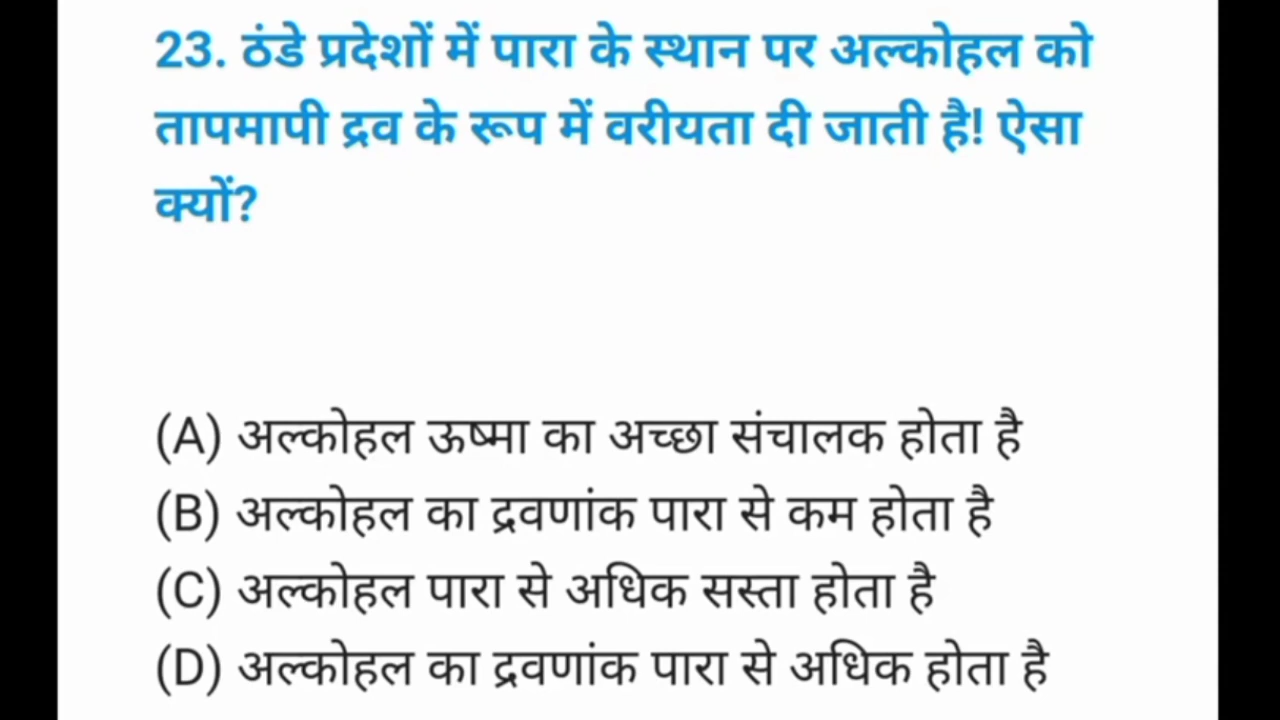 23. ठंडे प्रदेशों में पारा के स्थान पर अल्कोहल को
तापमापी द्रव के रूप में वरीयता दी जाती है! ऐसा
क्यों?
(A) अल्कोहल ऊष्मा का अच्छा संचालक होता है
(B) अल्कोहल का द्रवणांक पारा से कम होता है
(C) अल्कोहल पारा से अधिक सस्ता होता है
(D) अल्कोहल का द्रवणांक पारा से अधिक होता है